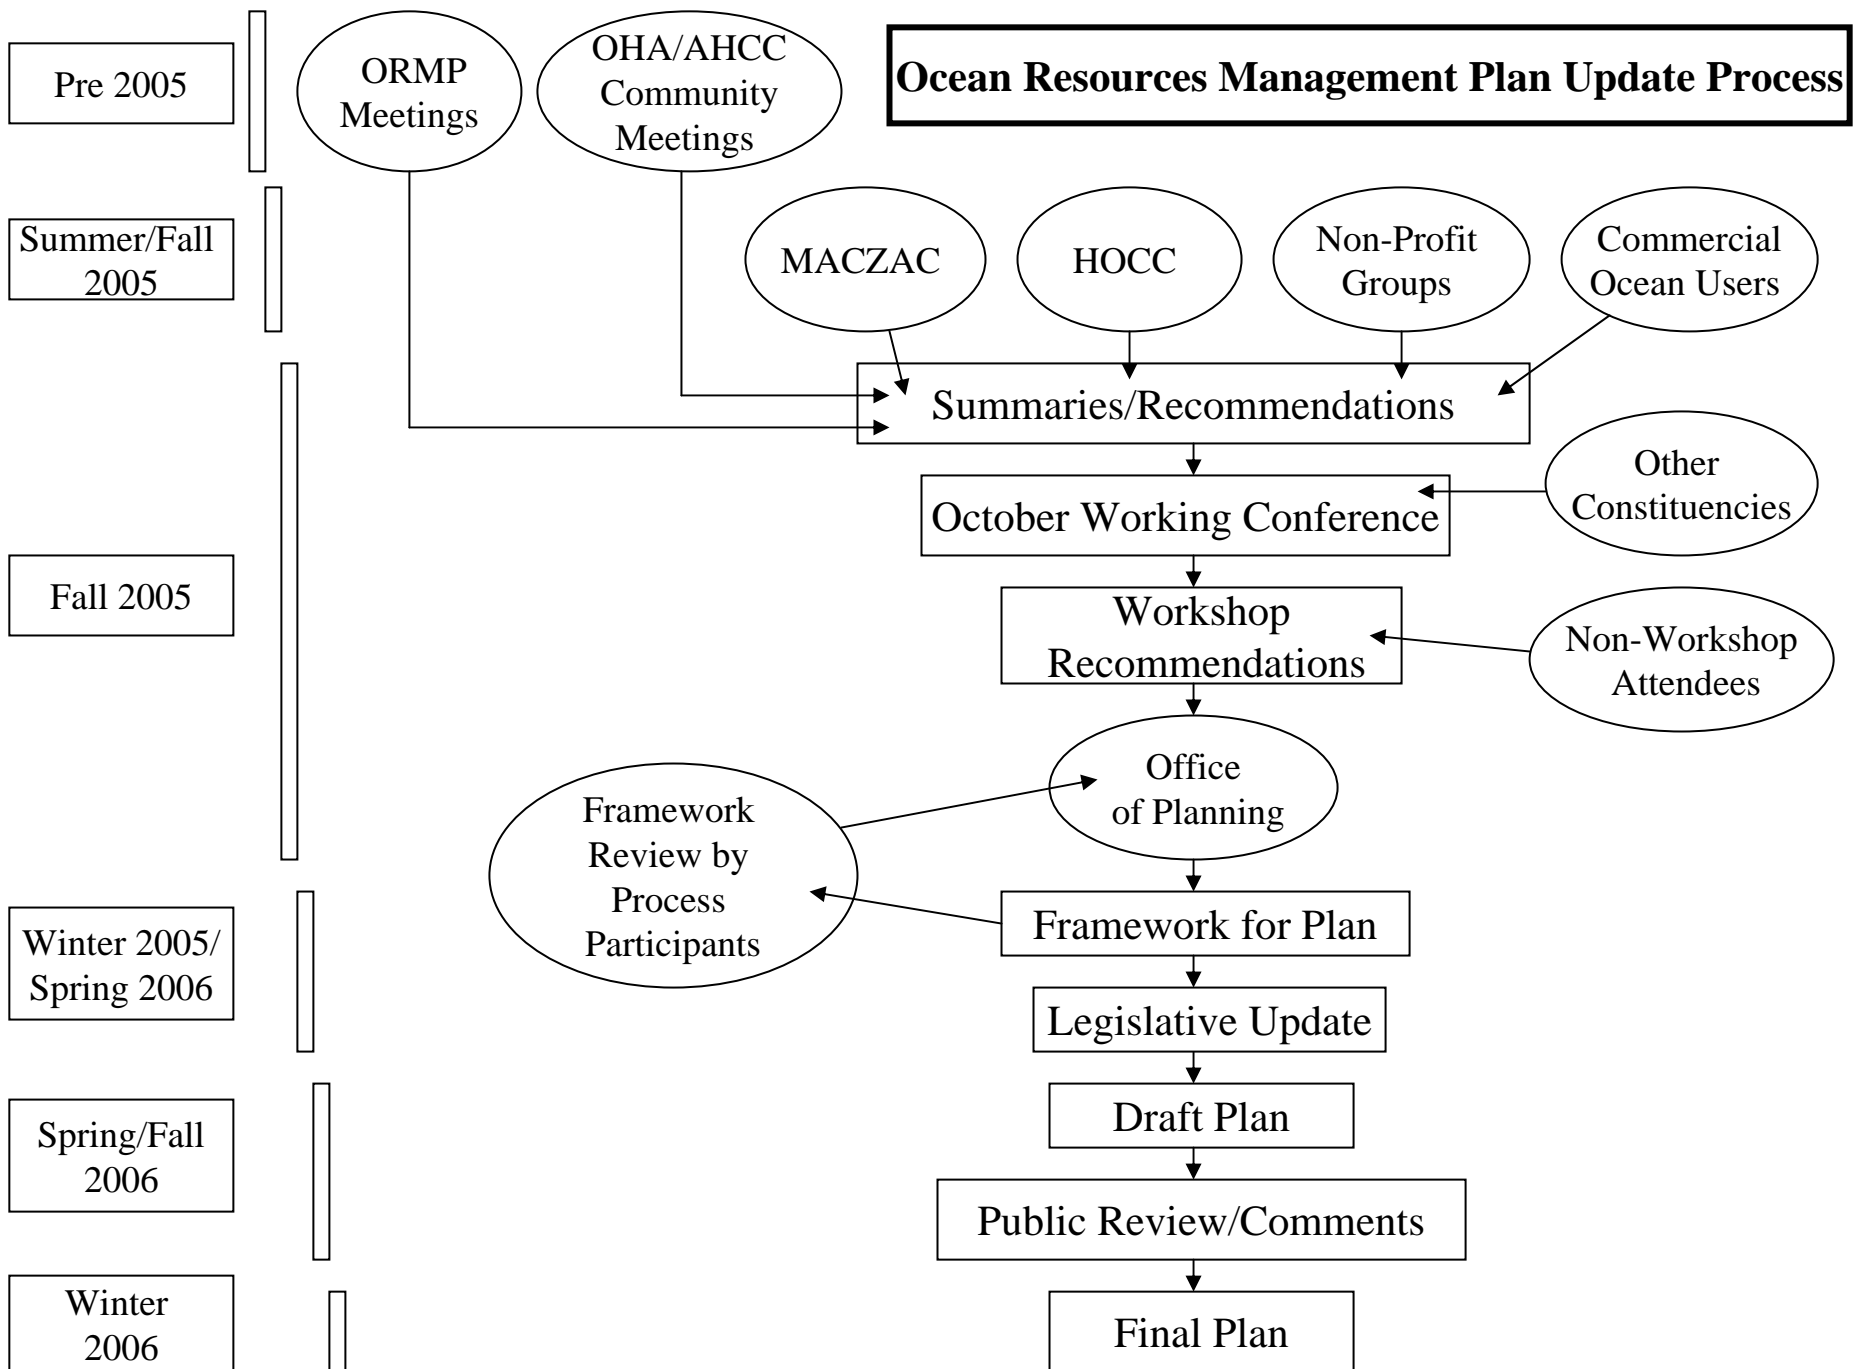 Ocean Resources Management Plan Update Process
Pre 2005
ORMP
Meetings
OHA/AHCC
Community
Meetings
Summer/Fall
2005
MACZAC
HOCC
Non-Profit
Groups
Commercial
Ocean Users
Summaries/Recommendations
Other
Constituencies
October Working Conference
Fall 2005
Workshop
Recommendations
Non-Workshop
Attendees
Office
of Planning
Framework
Review by
Process
Participants
Winter 2005/
Spring 2006
Framework for Plan
Legislative Update
Spring/Fall
2006
Draft Plan
Public Review/Comments
Winter
2006
Final Plan